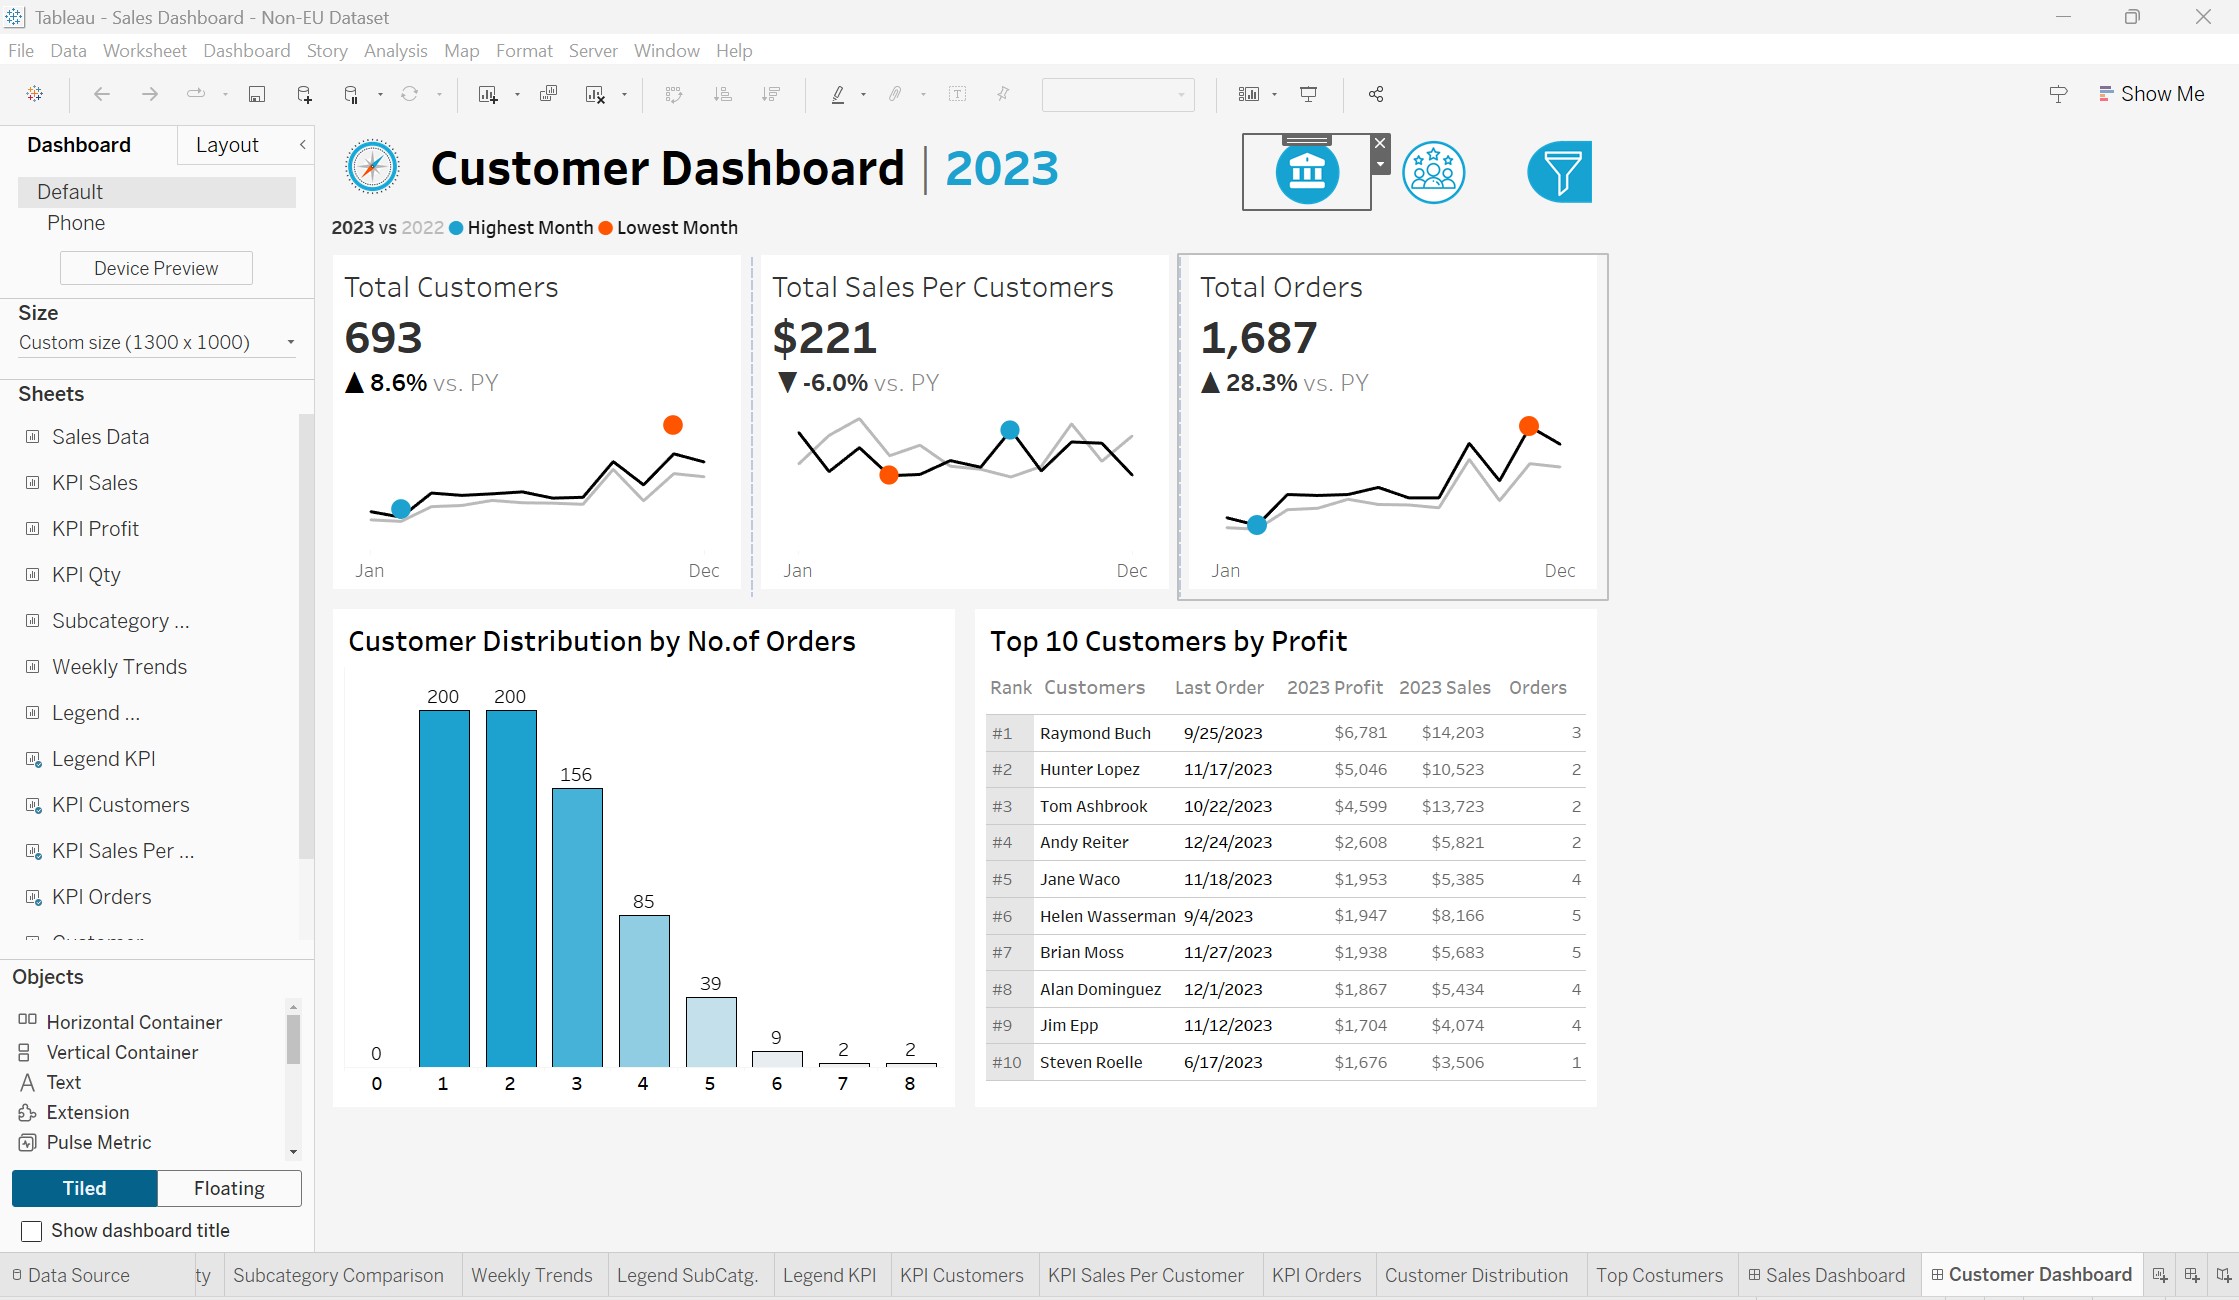 Tableau - Sales Dashboard - Non-EU Dataset
File Data Worksheet Dashboard Story Analysis Map Format Server Window Help
Show Me
Dashboard Layout
Default
Phone
Device Preview
Size
Custom size (1300 x 1000)
Sheets
Sales Data
KPI Sales
KPI Profit
KPI Qty
Subcategory ...
Weekly Trends
Legend ...
Legend KPI
KPI Customers
KPI Sales Per ...
KPI Orders
Objects
Horizontal Container
Vertical Container
Text
Extension
Pulse Metric
Tiled Floating
Show dashboard title
Customer Dashboard | 2023
2023 vs 2022 Highest Month Lowest Month
Total Customers
693
▲ 8.6% vs. PY
Jan Dec
Total Sales Per Customers
$221
▼ -6.0% vs. PY
Jan Dec
Total Orders
1,687
▲ 28.3% vs. PY
Jan Dec
Customer Distribution by No.of Orders
0 200 200 156 85 39 9 2 2
0 1 2 3 4 5 6 7 8
Top 10 Customers by Profit
Rank Customers Last Order 2023 Profit 2023 Sales Orders
#1 Raymond Buch 9/25/2023 $6,781 $14,203 3
#2 Hunter Lopez 11/17/2023 $5,046 $10,523 2
#3 Tom Ashbrook 10/22/2023 $4,599 $13,723 2
#4 Andy Reiter 12/24/2023 $2,608 $5,821 2
#5 Jane Waco 11/18/2023 $1,953 $5,385 4
#6 Helen Wasserman 9/4/2023 $1,947 $8,166 5
#7 Brian Moss 11/27/2023 $1,938 $5,683 5
#8 Alan Dominguez 12/1/2023 $1,867 $5,434 4
#9 Jim Epp 11/12/2023 $1,704 $4,074 4
#10 Steven Roelle 6/17/2023 $1,676 $3,506 1
Data Source ty Subcategory Comparison Weekly Trends Legend SubCatg. Legend KPI KPI Customers KPI Sales Per Customer KPI Orders Customer Distribution Top Costumers Sales Dashboard Customer Dashboard